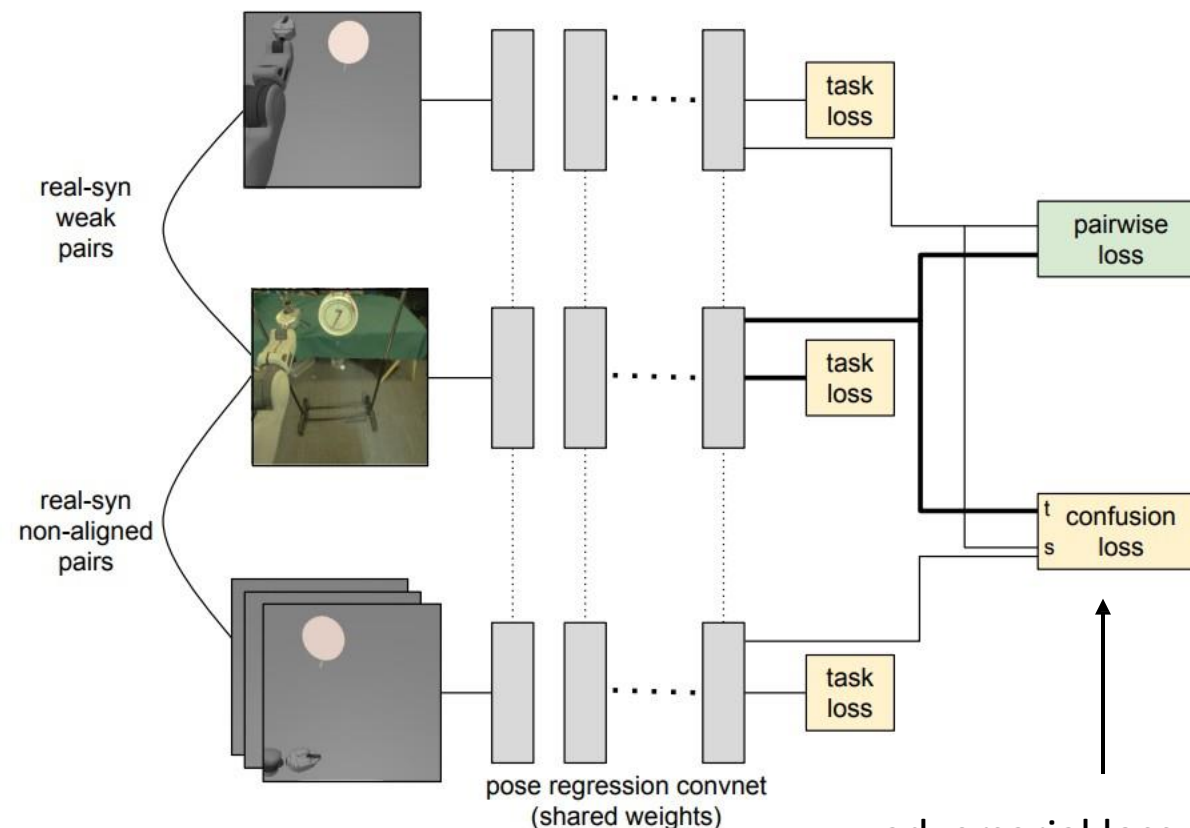 task
loss
real-syn
weak
pairs
pairwise
loss
task
loss
real-syn
non-aligned
pairs
t
confusion
s
loss
task
loss
pose regression convnet
(shared weights)